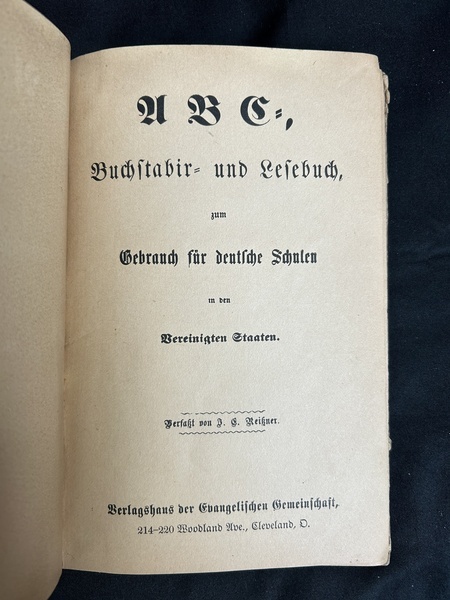 A B C-,
Buchstabir- und Lesebuch,
zum
Gebrauch für deutsche Schulen
in den
Vereinigten Staaten.
Verfaßt von J. C. Reißner.
Verlagshaus der Evangelischen Gemeinschaft,
214–220 Woodland Ave., Cleveland, O.